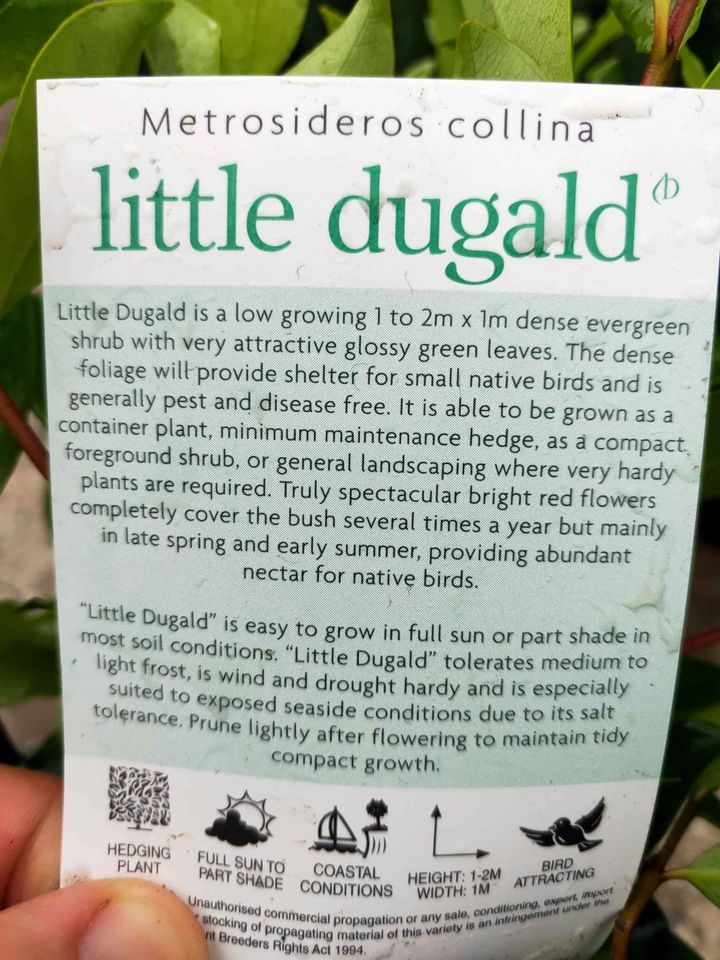 Metrosideros collina
little dugald
Little Dugald is a low growing 1 to 2m x 1m dense evergreen
shrub with very attractive glossy green leaves. The dense
foliage will provide shelter for small native birds and is
generally pest and disease free. It is able to be grown as a
container plant, minimum maintenance hedge, as a compact
foreground shrub, or general landscaping where very hardy
plants are required. Truly spectacular bright red flowers
completely cover the bush several times a year but mainly
in late spring and early summer, providing abundant
nectar for native birds.
"Little Dugald" is easy to grow in full sun or part shade in
most soil conditions. "Little Dugald" tolerates medium to
light frost, is wind and drought hardy and is especially
suited to exposed seaside conditions due to its salt
tolerance. Prune lightly after flowering to maintain tidy
compact growth.
HEDGING
PLANT
FULL SUN TO
PART SHADE
COASTAL
CONDITIONS
HEIGHT: 1-2M
WIDTH: 1M
BIRD
ATTRACTING
Unauthorised commercial propagation or any sale, conditioning, export, import
stocking of propagating material of this variety is an infringement under the
Breeders Rights Act 1994.